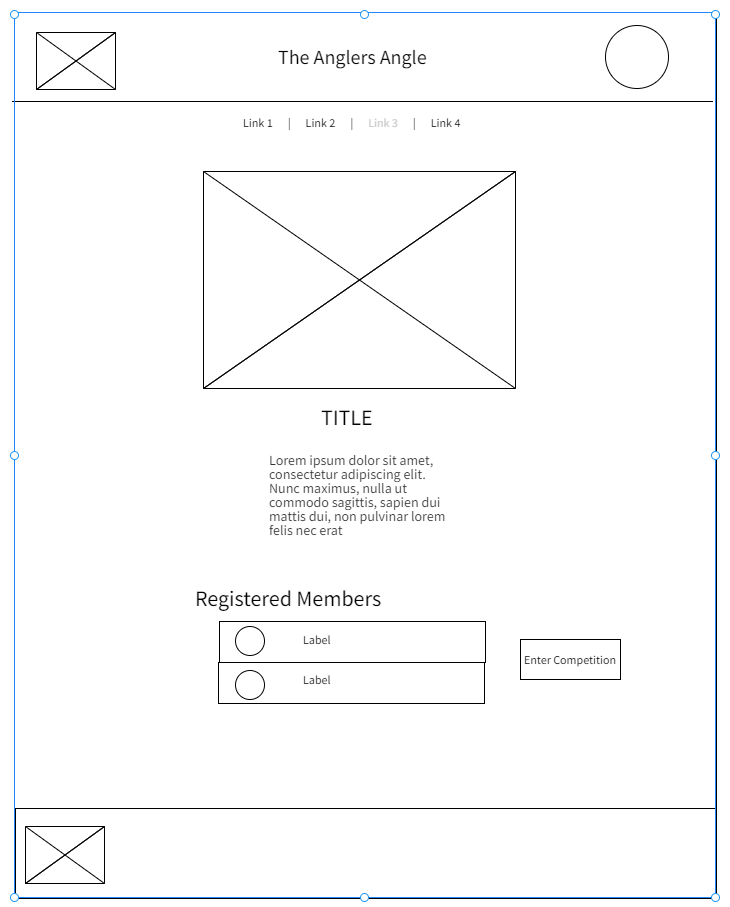 The Anglers Angle
Link 1 | Link 2 | Link 3 | Link 4
TITLE
Lorem ipsum dolor sit amet,
consectetur adipiscing elit.
Nunc maximus, nulla ut
commodo sagittis, sapien dui
mattis dui, non pulvinar lorem
felis nec erat
Registered Members
Label
Enter Competition
Label